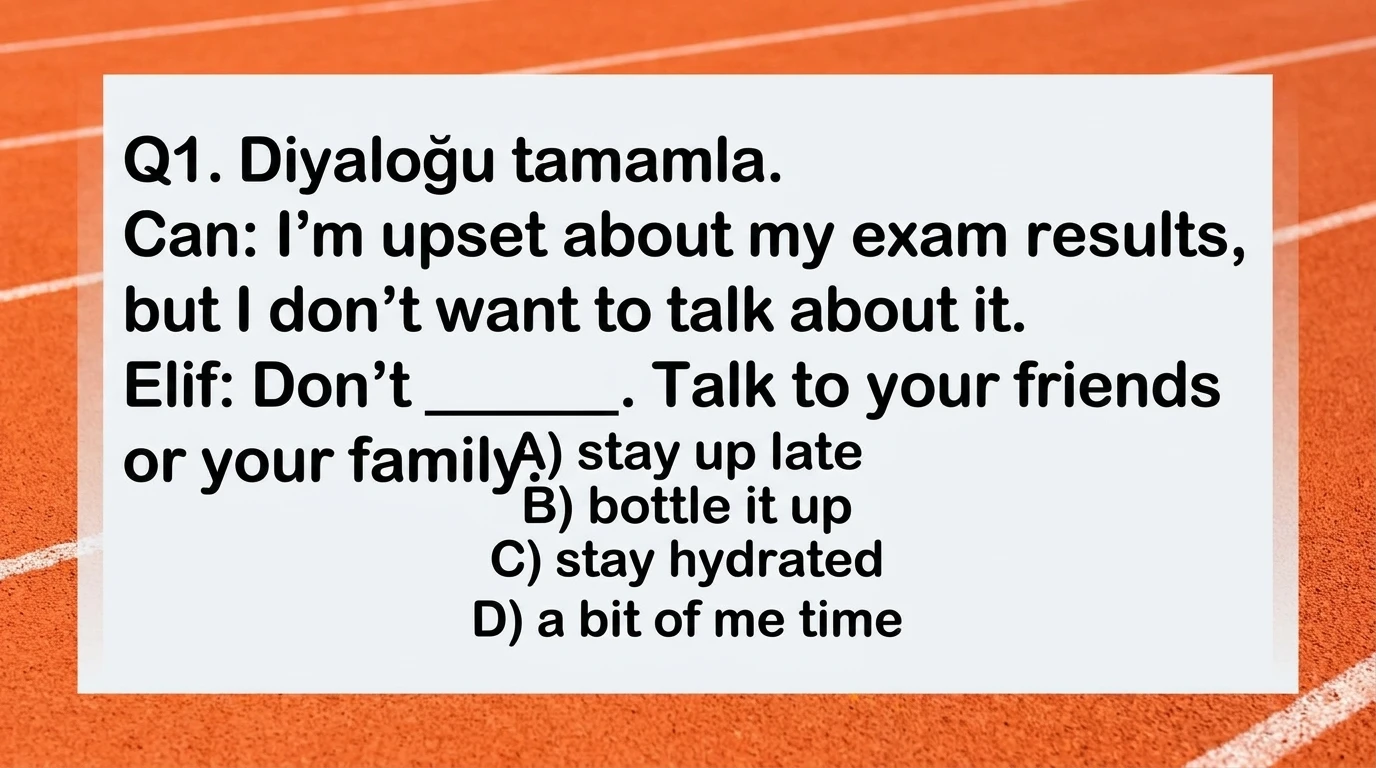 Q1. Diyaloğu tamamla.
Can: I’m upset about my exam results,
but I don’t want to talk about it.
Elif: Don’t ______. Talk to your friends
or your family.
A) stay up late
B) bottle it up
C) stay hydrated
D) a bit of me time